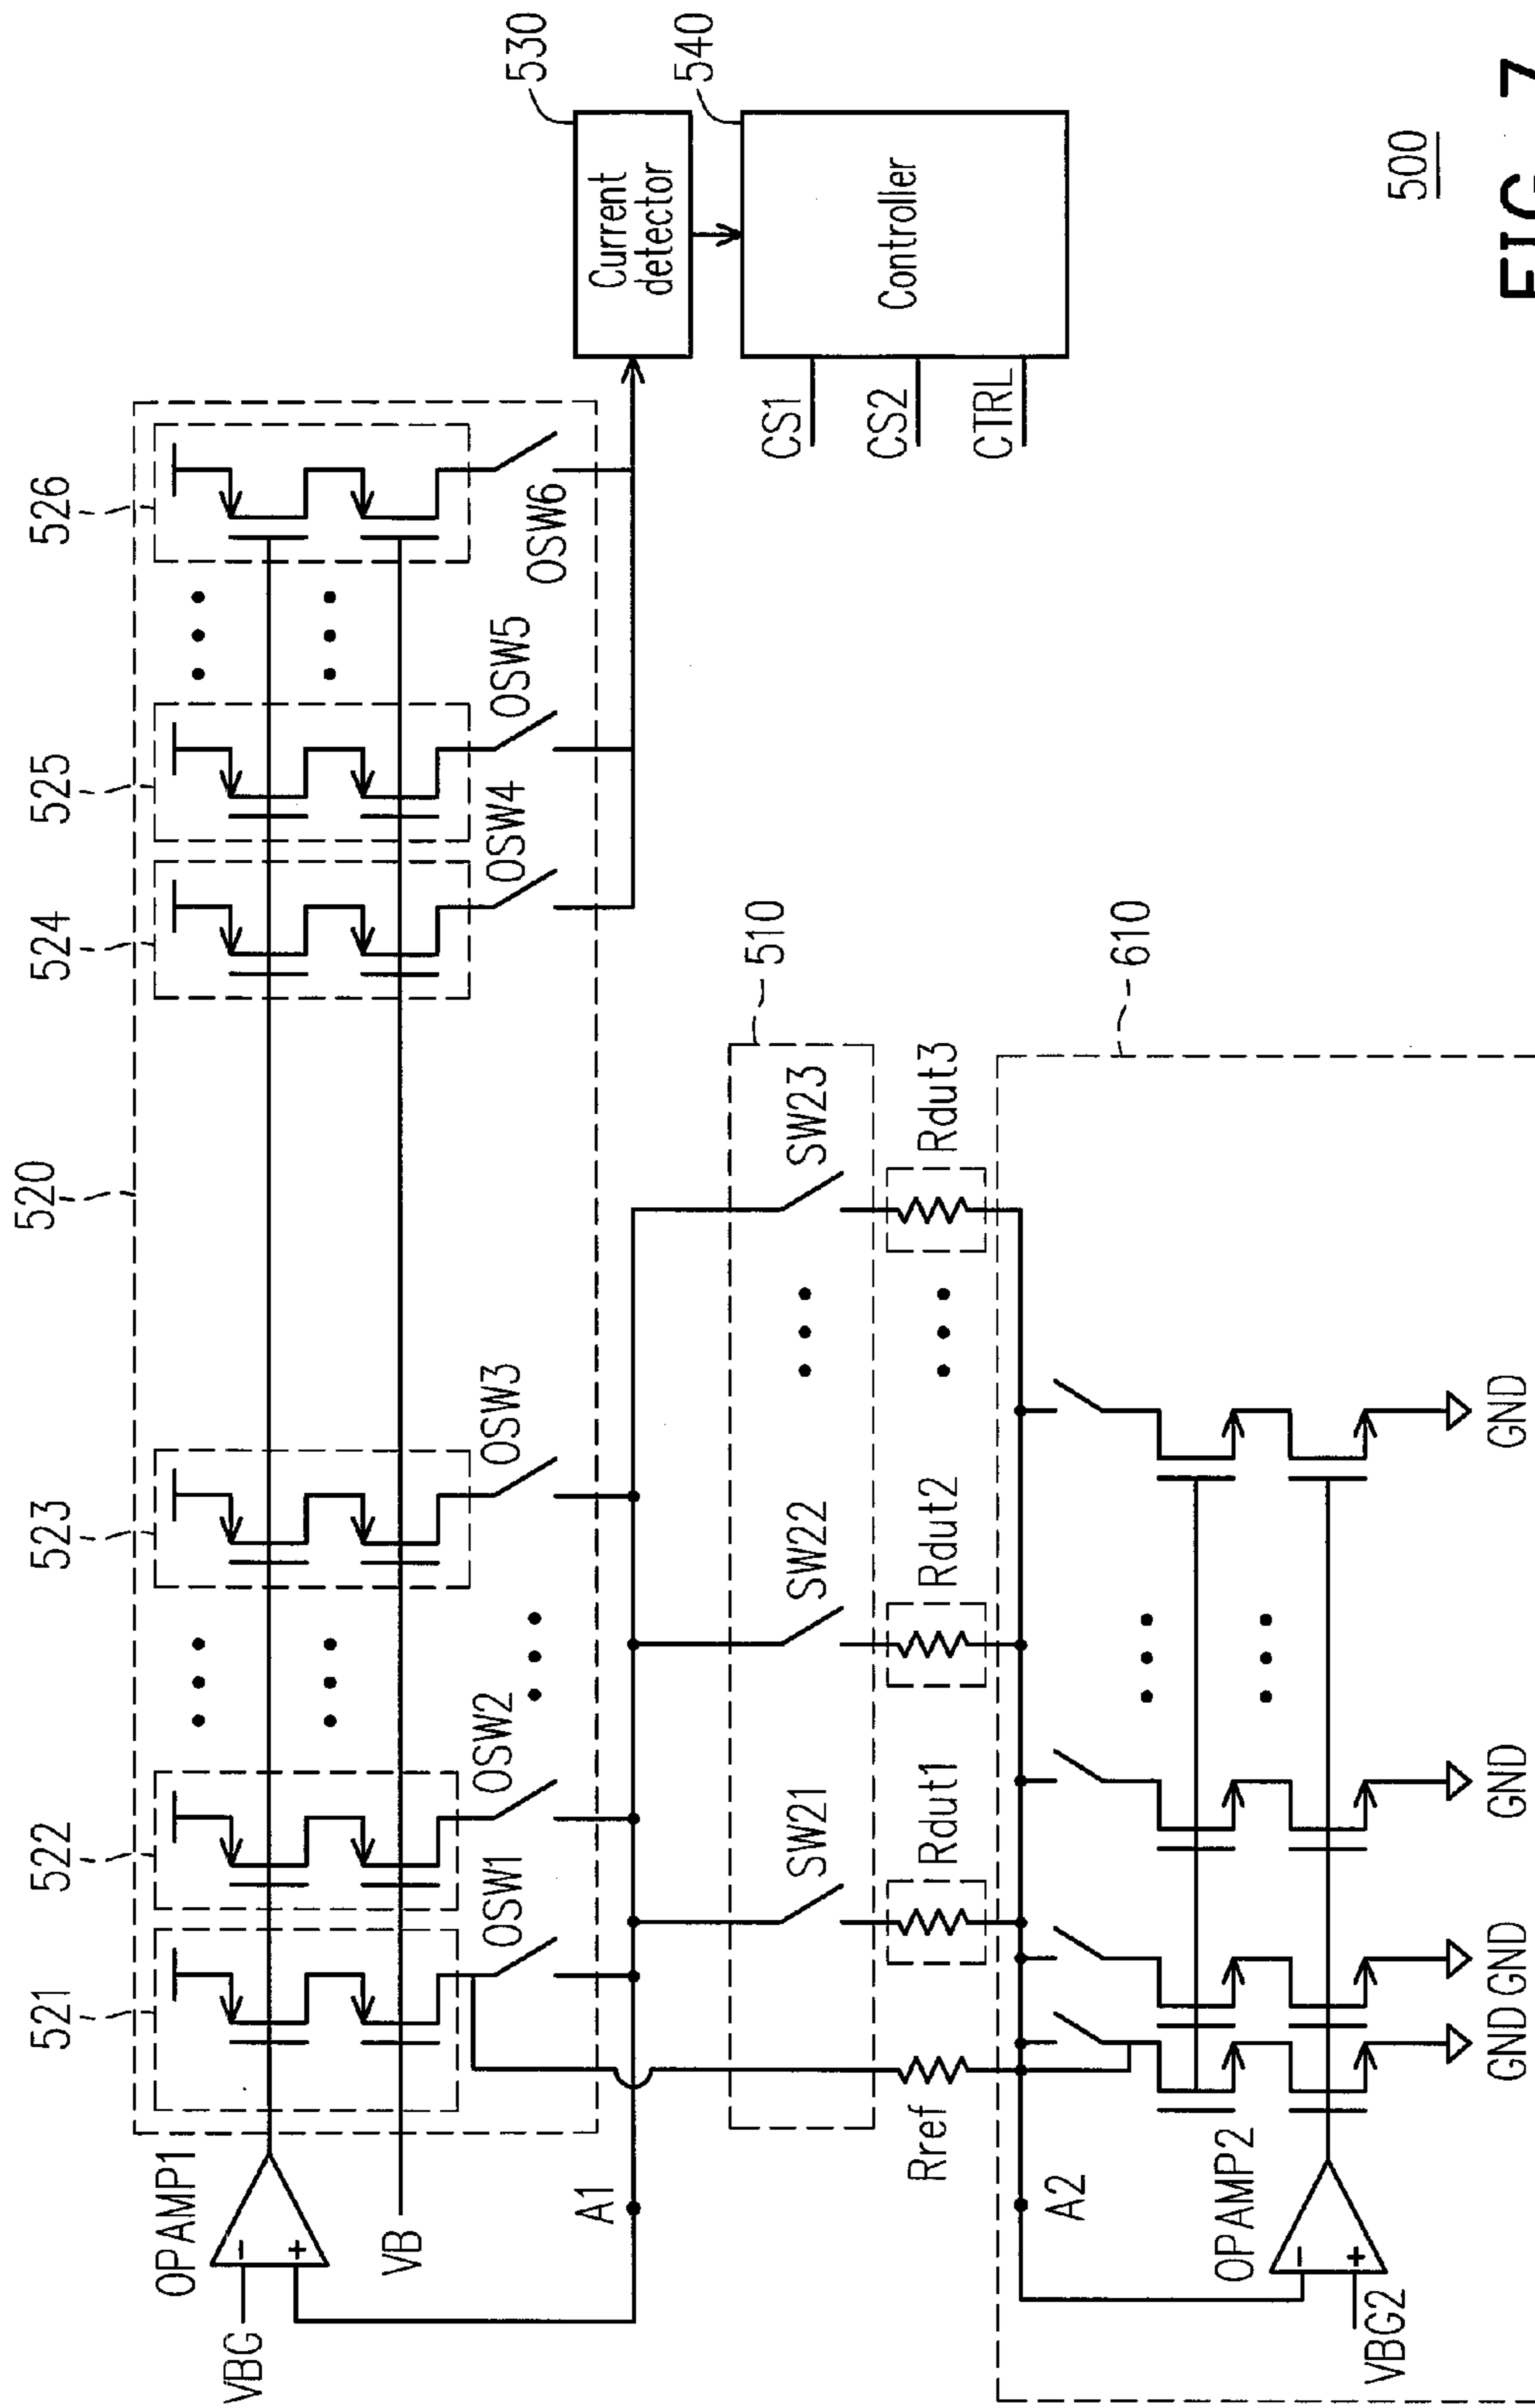 520
521
522
523
524
525
526
OPAMP1
VBG
-
+
VB
OSW1
OSW2
OSW3
OSW4
OSW5
OSW6
530
Current
detector
540
Controller
CS1
CS2
CTRL
A1
510
SW21
SW22
SW23
Rref
Rdut1
Rdut2
Rdut3
610
A2
OPAMP2
-
+
VBG2
GND
GND
GND
GND
500
FIG. 7